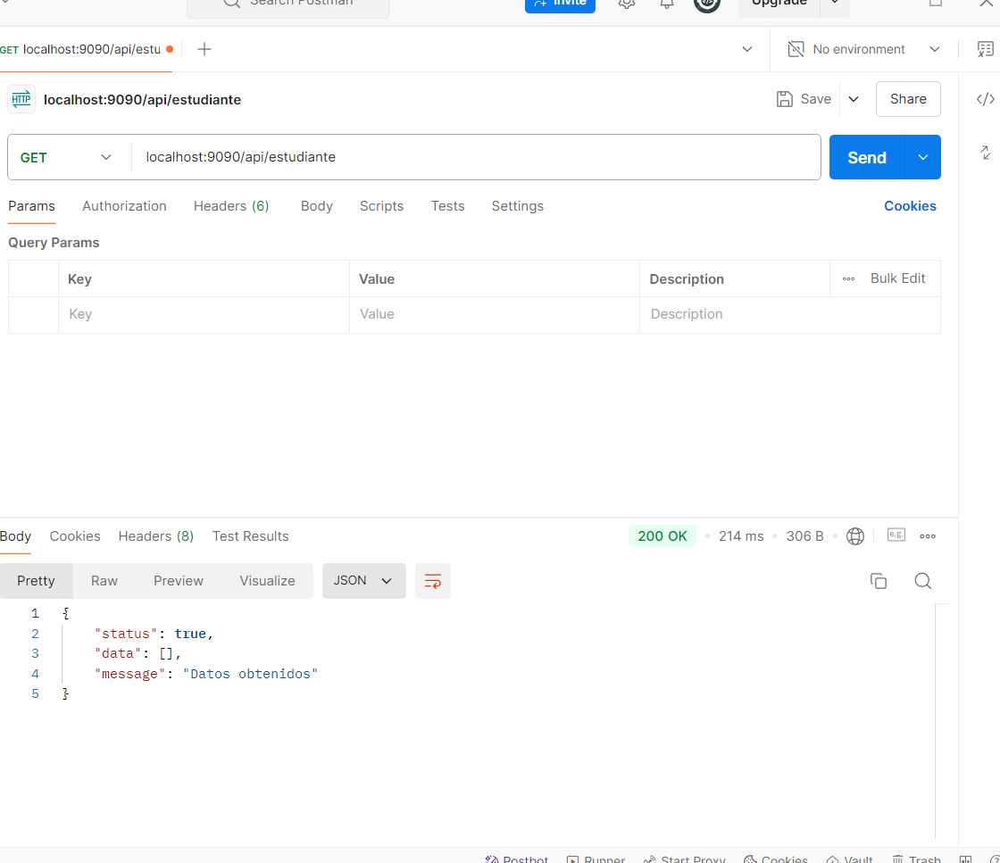 Search Postman Invite Upgrade
GET localhost:9090/api/estu No environment
HTTP localhost:9090/api/estudiante Save Share
GET localhost:9090/api/estudiante Send
Params Authorization Headers (6) Body Scripts Tests Settings Cookies
Query Params
Key Value Description Bulk Edit
Key Value Description
Body Cookies Headers (8) Test Results 200 OK 214 ms 306 B e.g.
Pretty Raw Preview Visualize JSON
1 {
2 "status": true,
3 "data": [],
4 "message": "Datos obtenidos"
5 }
Postbot Runner Start Proxy Cookies Vault Trash